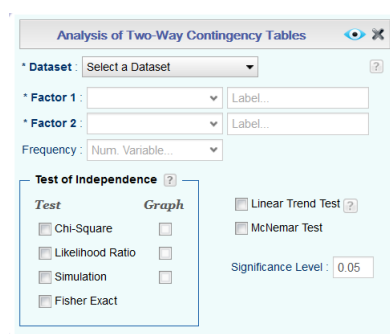 Analysis of Two-Way Contingency Tables
* Dataset : Select a Dataset ?
* Factor 1 : Label...
* Factor 2 : Label...
Frequency : Num. Variable...
Test of Independence ?
Test Graph
Chi-Square
Likelihood Ratio
Simulation
Fisher Exact
Linear Trend Test ?
McNemar Test
Significance Level : 0.05